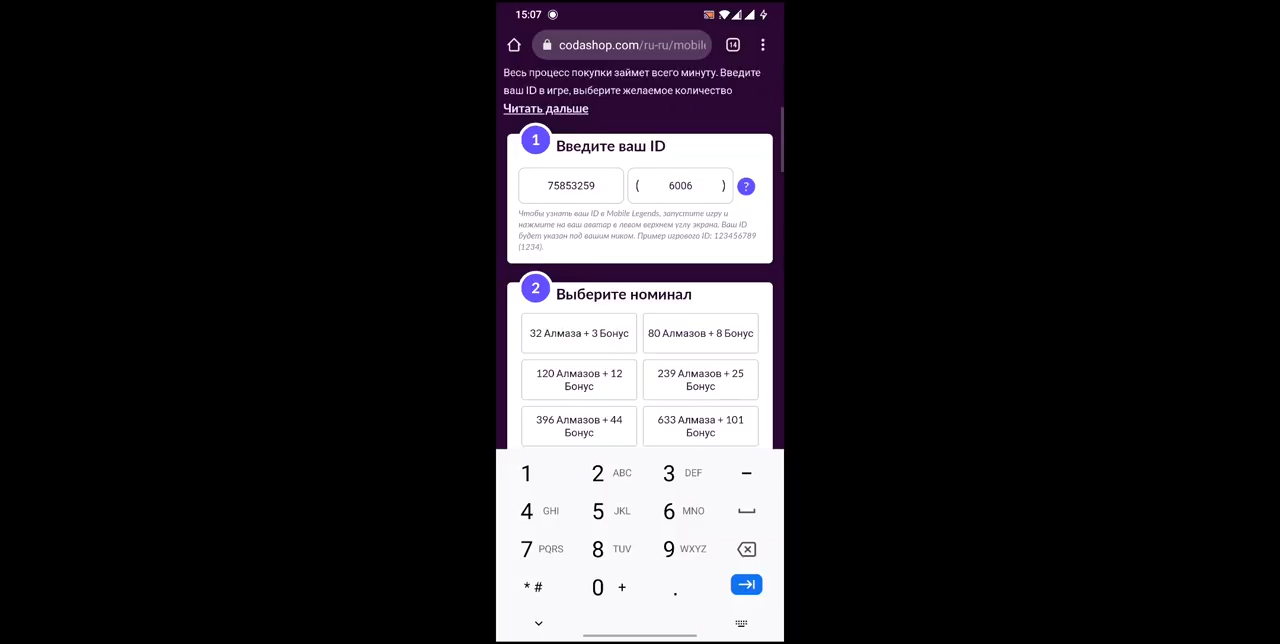 15:07
codashop.com/ru-ru/mobil
14
Весь процесс покупки займет всего минуту. Введите
ваш ID в игре, выберите желаемое количество
Читать дальше
1
Введите ваш ID
75853259
( 6006 )
?
Чтобы узнать ваш ID в Mobile Legends, запустите игру и
нажмите на ваш аватар в левом верхнем углу экрана. Ваш ID
будет указан под вашим ником. Пример игрового ID: 123456789
(1234).
2
Выберите номинал
32 Алмаза + 3 Бонус
80 Алмазов + 8 Бонус
120 Алмазов + 12
Бонус
239 Алмазов + 25
Бонус
396 Алмазов + 44
Бонус
633 Алмаза + 101
Бонус
1 2 ABC 3 DEF –
4 GHI 5 JKL 6 MNO
7 PQRS 8 TUV 9 WXYZ
* # 0 + .